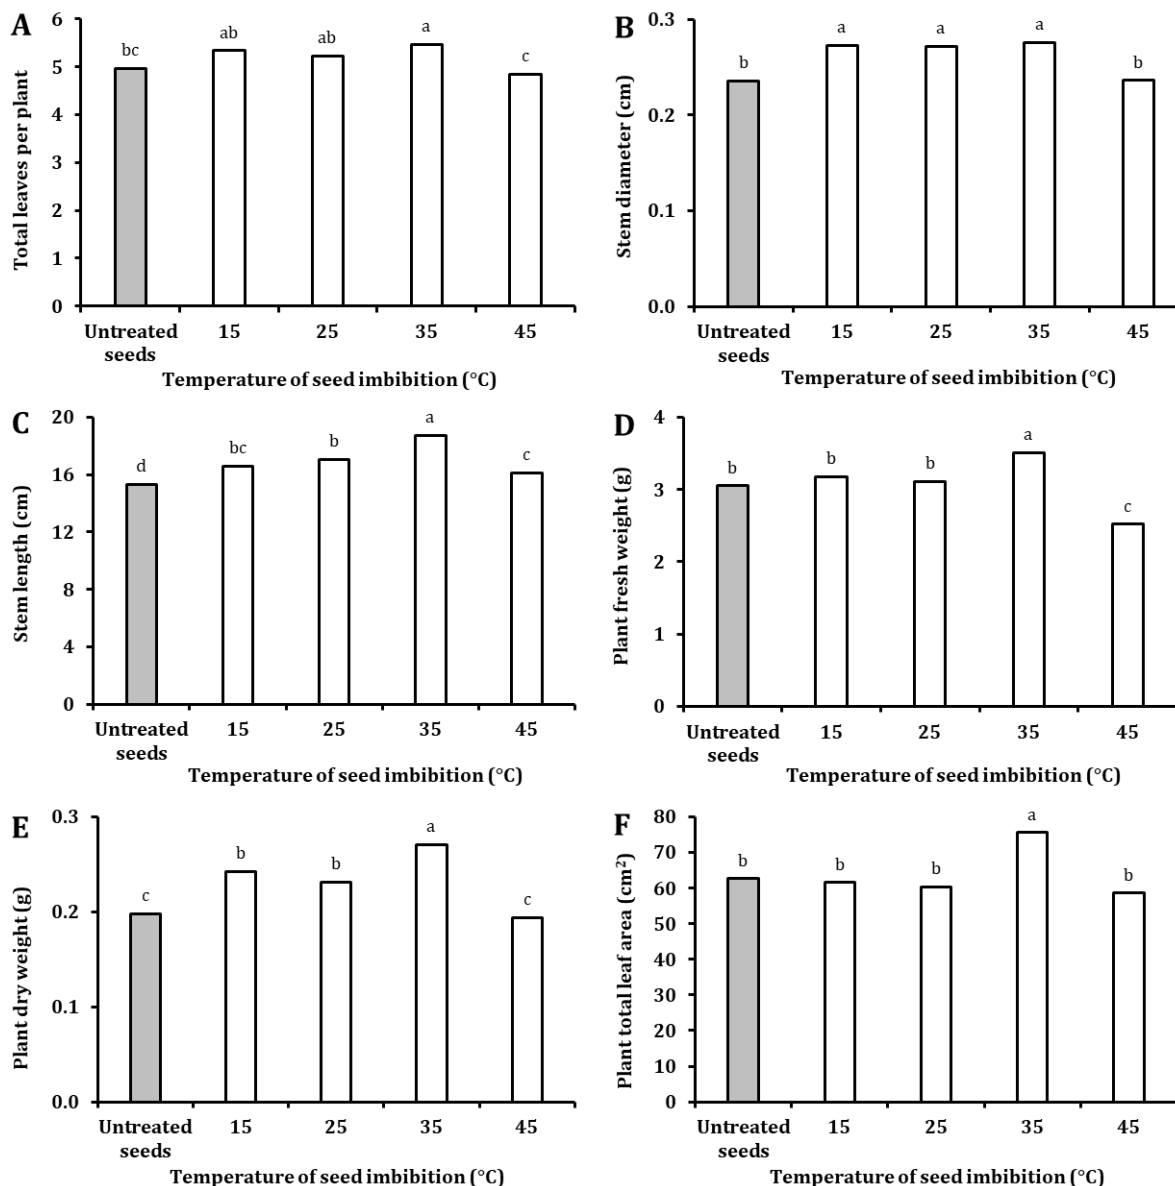 A
Total leaves per plant
6
5
4
3
2
1
0
bc
ab
ab
a
c
Untreated seeds
15
25
35
45
Temperature of seed imbibition (°C)
B
Stem diameter (cm)
0.3
0.2
0.1
0.0
b
a
a
a
b
Untreated seeds
15
25
35
45
Temperature of seed imbibition (°C)
C
Stem length (cm)
20
16
12
8
4
0
d
bc
b
a
c
Untreated seeds
15
25
35
45
Temperature of seed imbibition (°C)
D
Plant fresh weight (g)
4
3
2
1
0
b
b
b
a
c
Untreated seeds
15
25
35
45
Temperature of seed imbibition (°C)
E
Plant dry weight (g)
0.3
0.2
0.1
0.0
c
b
b
a
c
Untreated seeds
15
25
35
45
Temperature of seed imbibition (°C)
F
Plant total leaf area (cm²)
80
70
60
50
40
30
20
10
0
b
b
b
a
b
Untreated seeds
15
25
35
45
Temperature of seed imbibition (°C)